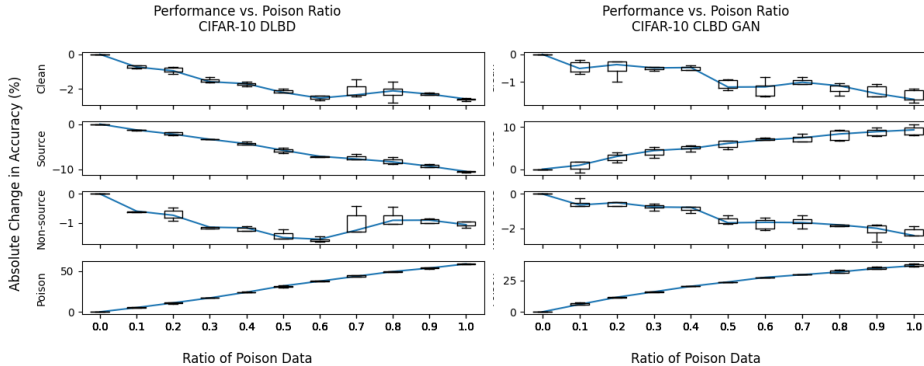 Performance vs. Poison Ratio
CIFAR-10 DLBD
Performance vs. Poison Ratio
CIFAR-10 CLBD GAN
Absolute Change in Accuracy (%)
Clean
0
−2
Source
0
−10
Non-source
0
−1
Poison
50
0
0.0 0.1 0.2 0.3 0.4 0.5 0.6 0.7 0.8 0.9 1.0
Ratio of Poison Data
0
−1
10
0
0
−2
25
0
0.0 0.1 0.2 0.3 0.4 0.5 0.6 0.7 0.8 0.9 1.0
Ratio of Poison Data